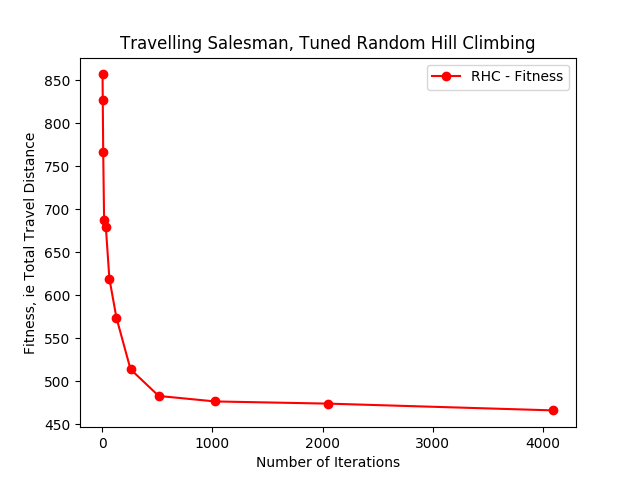 Travelling Salesman, Tuned Random Hill Climbing
RHC - Fitness
Fitness, ie Total Travel Distance
850
800
750
700
650
600
550
500
450
0 1000 2000 3000 4000
Number of Iterations